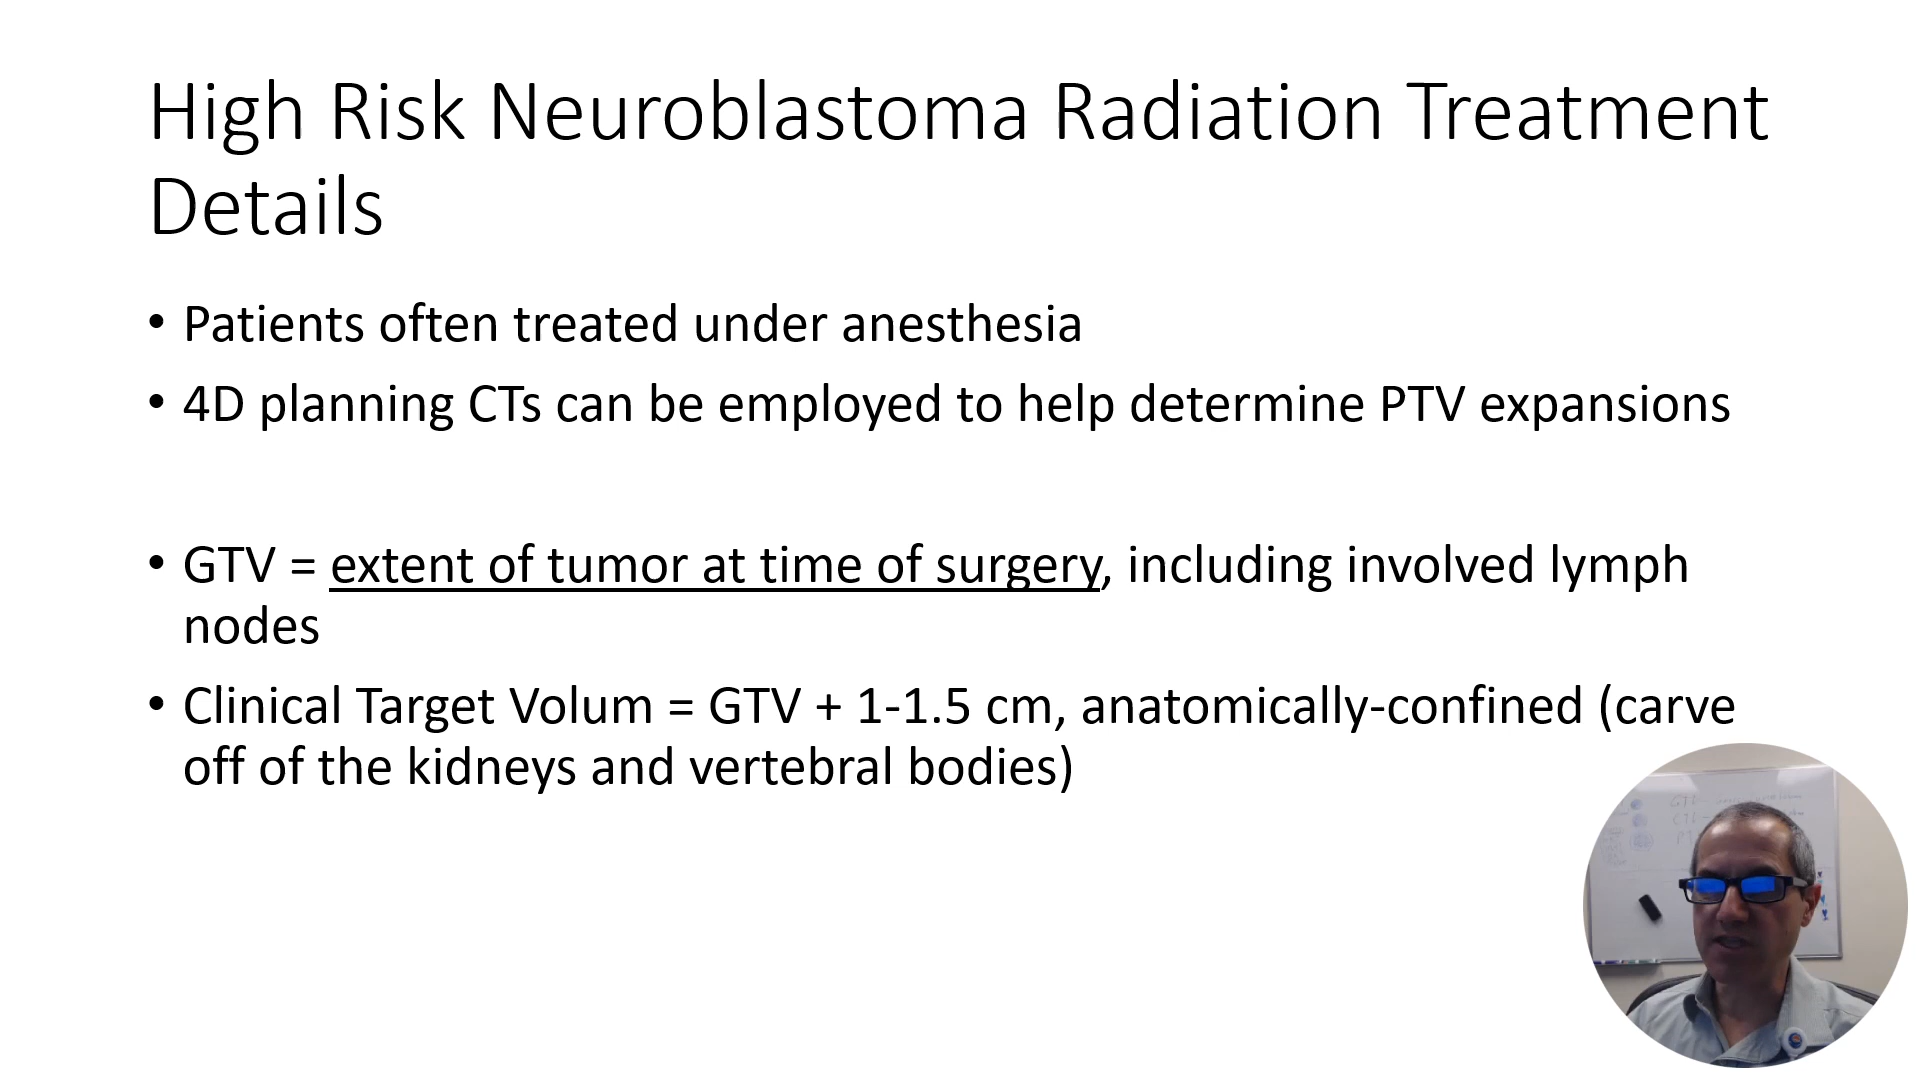 High Risk Neuroblastoma Radiation Treatment
Details
• Patients often treated under anesthesia
• 4D planning CTs can be employed to help determine PTV expansions
• GTV = extent of tumor at time of surgery, including involved lymph
nodes
• Clinical Target Volum = GTV + 1-1.5 cm, anatomically-confined (carve
off of the kidneys and vertebral bodies)